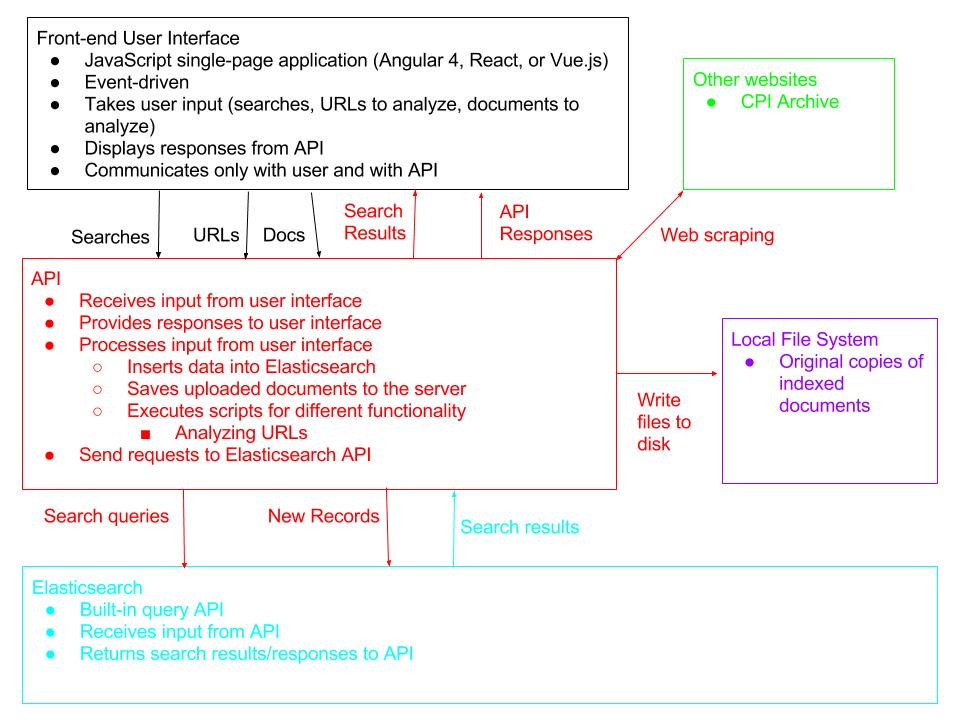 Front-end User Interface
● JavaScript single-page application (Angular 4, React, or Vue.js)
● Event-driven
● Takes user input (searches, URLs to analyze, documents to
analyze)
● Displays responses from API
● Communicates only with user and with API
Other websites
● CPI Archive
Searches
URLs
Docs
Search
Results
API
Responses
Web scraping
API
● Receives input from user interface
● Provides responses to user interface
● Processes input from user interface
○ Inserts data into Elasticsearch
○ Saves uploaded documents to the server
○ Executes scripts for different functionality
■ Analyzing URLs
● Send requests to Elasticsearch API
Write
files to
disk
Local File System
● Original copies of
indexed
documents
Search queries
New Records
Search results
Elasticsearch
● Built-in query API
● Receives input from API
● Returns search results/responses to API